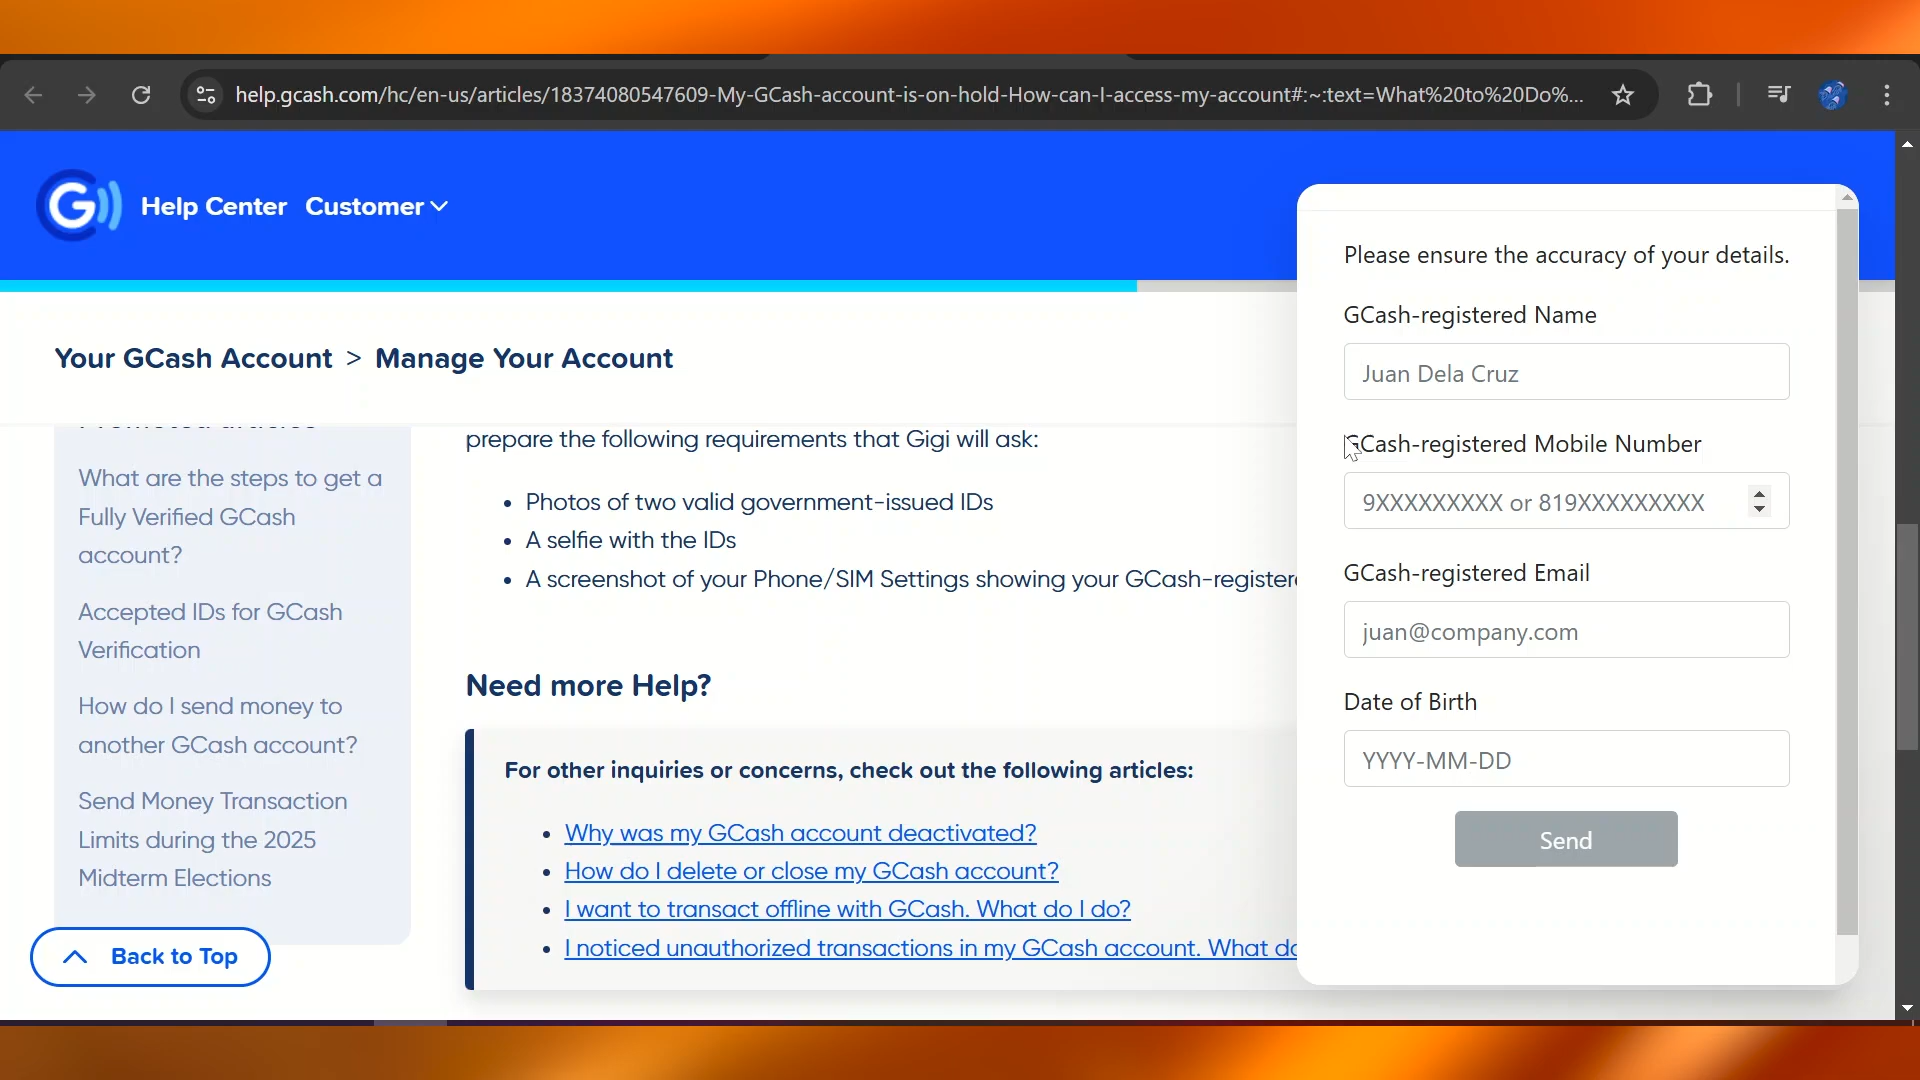 help.gcash.com/hc/en-us/articles/18374080547609-My-GCash-account-is-on-hold-How-can-I-access-my-account#:~:text=What%20to%20Do%...
G
Help Center Customer
Your GCash Account > Manage Your Account
What are the steps to get a
Fully Verified GCash
account?
Accepted IDs for GCash
Verification
How do I send money to
another GCash account?
Send Money Transaction
Limits during the 2025
Midterm Elections
Back to Top
prepare the following requirements that Gigi will ask:
• Photos of two valid government-issued IDs
• A selfie with the IDs
• A screenshot of your Phone/SIM Settings showing your GCash-registere
Need more Help?
For other inquiries or concerns, check out the following articles:
• Why was my GCash account deactivated?
• How do I delete or close my GCash account?
• I want to transact offline with GCash. What do I do?
• I noticed unauthorized transactions in my GCash account. What do
Please ensure the accuracy of your details.
GCash-registered Name
Juan Dela Cruz
GCash-registered Mobile Number
9XXXXXXXXX or 819XXXXXXXXXX
GCash-registered Email
juan@company.com
Date of Birth
YYYY-MM-DD
Send